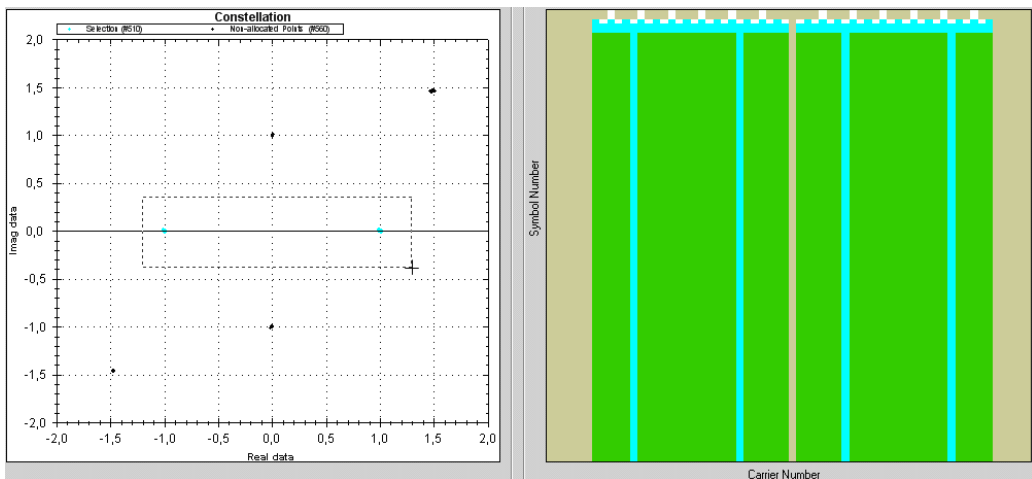 Constellation
Selection (#510) Non-allocated Points (#560)
2,0
1,5
1,0
0,5
0,0
-0,5
-1,0
-1,5
-2,0
Imag data
-2,0 -1,5 -1,0 -0,5 0,0 0,5 1,0 1,5 2,0
Real data
Symbol Number
Carrier Number